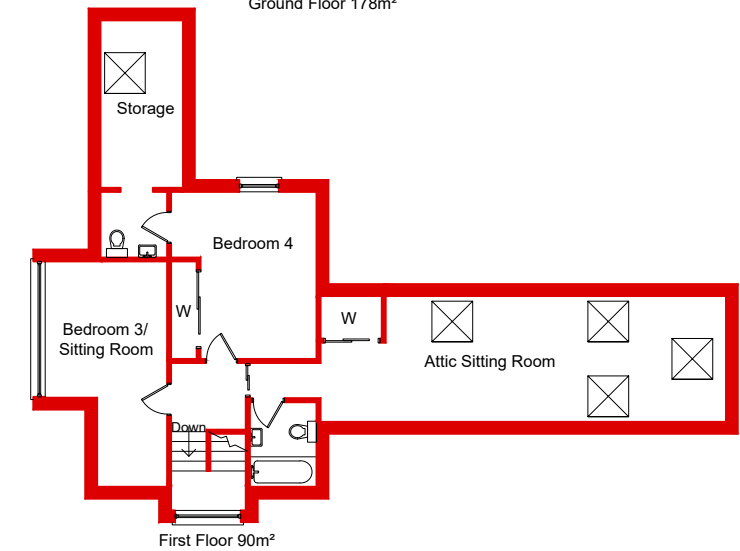 Ground Floor 178m²
Storage
Bedroom 4
W
Bedroom 3/
Sitting Room
W
Attic Sitting Room
Down
First Floor 90m²